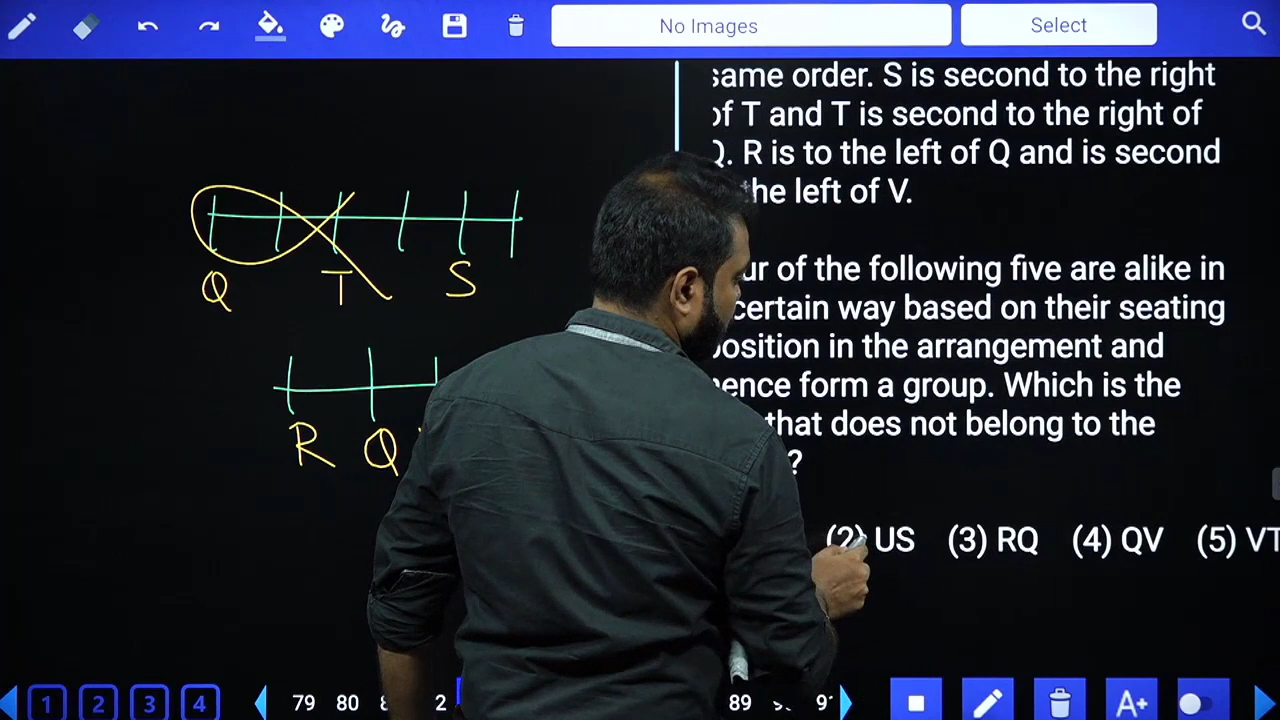 No Images
Select
same order. S is second to the right
of T and T is second to the right of
Q. R is to the left of Q and is second
the left of V.
of the following five are alike in
certain way based on their seating
position in the arrangement and
hence form a group. Which is the
that does not belong to the
?
(2) US (3) RQ (4) QV (5) VT
Q T S
R Q
1 2 3 4 79 80 2 89 91
A+